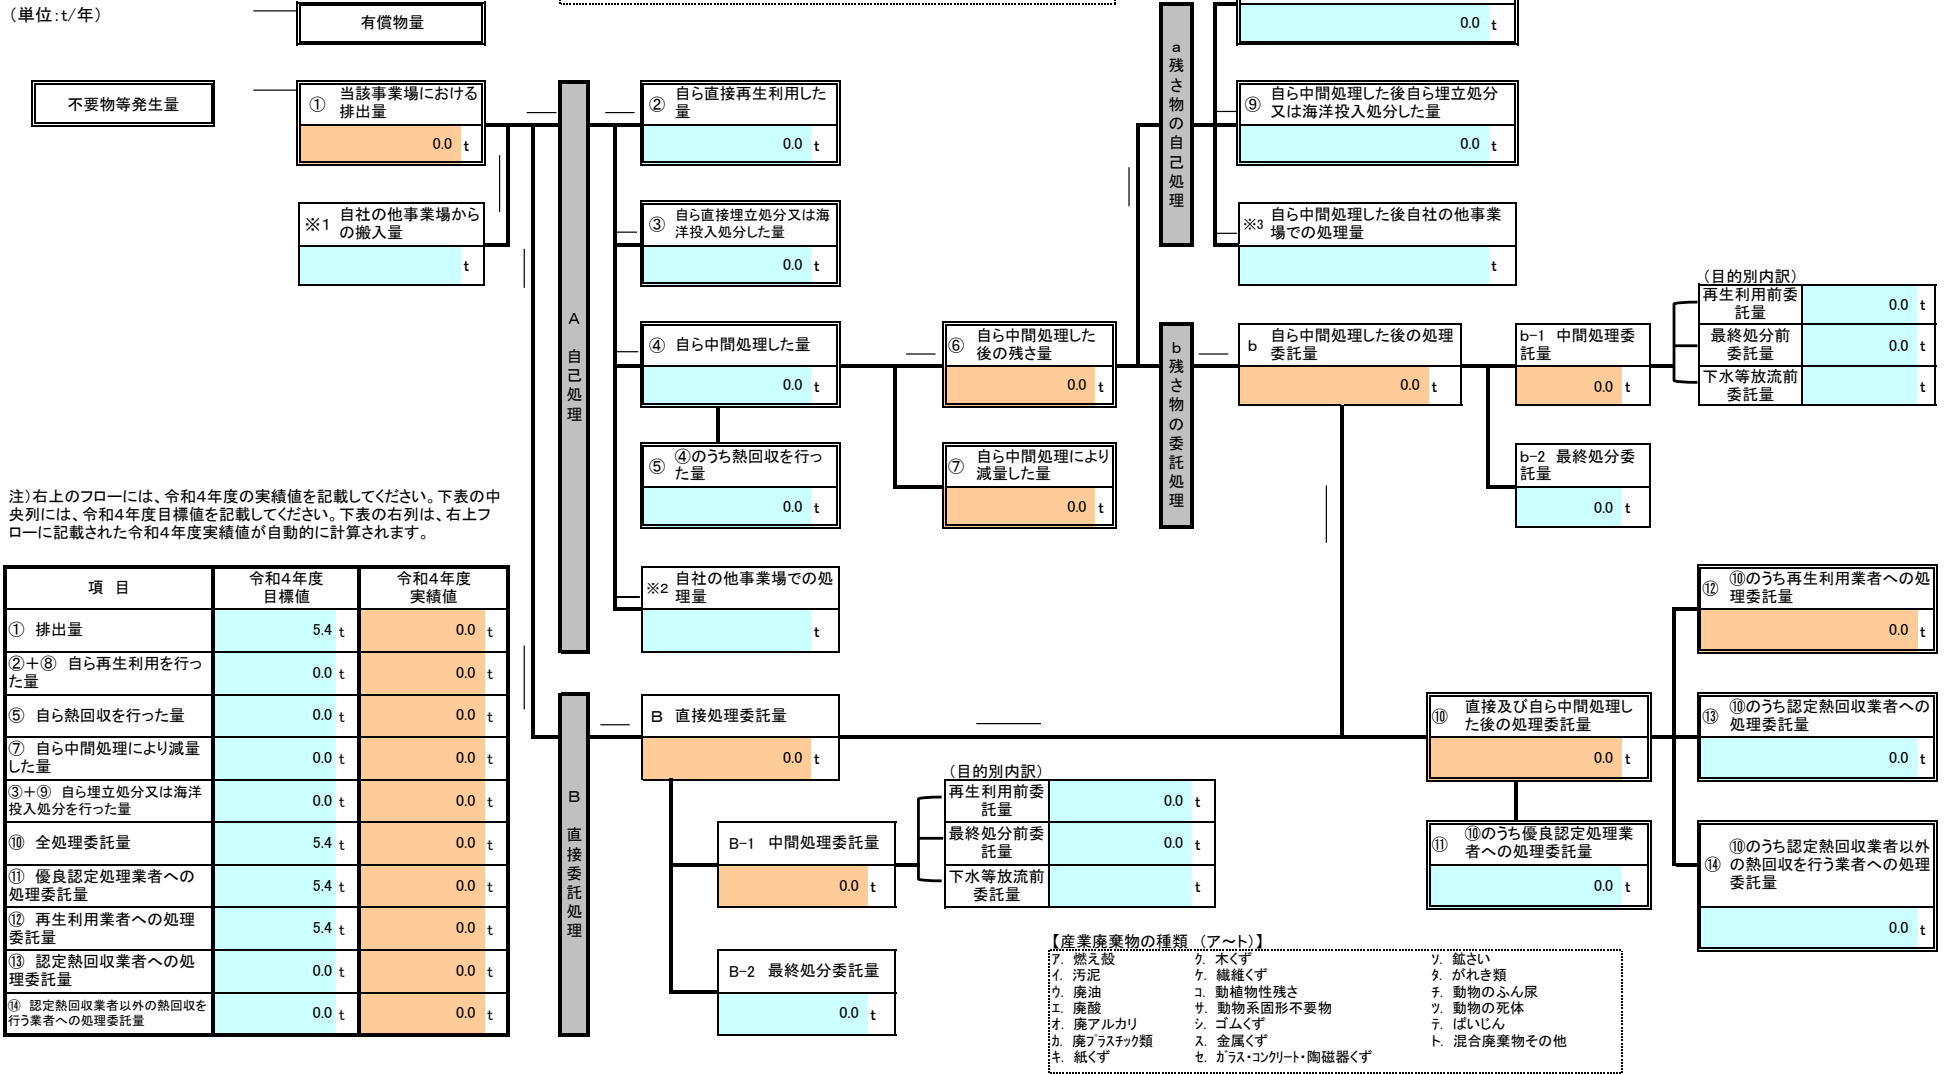 (単位:t/年)
有償物量
0.0 t
不要物等発生量
① 当該事業場における
排出量
0.0 t
※1 自社の他事業場から
の搬入量
t
A 自己処理
② 自ら直接再生利用した
量
0.0 t
③ 自ら直接埋立処分又は海
洋投入処分した量
0.0 t
④ 自ら中間処理した量
0.0 t
⑤ ④のうち熱回収を行っ
た量
0.0 t
※2 自社の他事業場での処
理量
t
⑥ 自ら中間処理した
後の残さ量
0.0 t
⑦ 自ら中間処理により
減量した量
0.0 t
a残さ物の自己処理
⑨ 自ら中間処理した後自ら埋立処分
又は海洋投入処分した量
0.0 t
※3 自ら中間処理した後自社の他事業
場での処理量
t
b残さ物の委託処理
b 自ら中間処理した後の処理
委託量
0.0 t
b-1 中間処理委
託量
0.0 t
b-2 最終処分委
託量
0.0 t
(目的別内訳)
再生利用前委
託量
0.0 t
最終処分前
委託量
0.0 t
下水等放流前
委託量
t
注)右上のフローには、令和4年度の実績値を記載してください。下表の中
央列には、令和4年度目標値を記載してください。下表の右列は、右上フ
ローに記載された令和4年度実績値が自動的に計算されます。
項 目 令和4年度
目標値 令和4年度
実績値
① 排出量 5.4 t 0.0 t
②+⑧ 自ら再生利用を行っ
た量 0.0 t 0.0 t
⑤ 自ら熱回収を行った量 0.0 t 0.0 t
⑦ 自ら中間処理により減量
した量 0.0 t 0.0 t
③+⑨ 自ら埋立処分又は海洋
投入処分を行った量 0.0 t 0.0 t
⑩ 全処理委託量 5.4 t 0.0 t
⑪ 優良認定処理業者への
処理委託量 5.4 t 0.0 t
⑫ 再生利用業者への処理
委託量 5.4 t 0.0 t
⑬ 認定熱回収業者への処
理委託量 0.0 t 0.0 t
⑭ 認定熱回収業者以外の熱回収を
行う業者への処理委託量 0.0 t 0.0 t
B 直接委託処理
B 直接処理委託量
0.0 t
B-1 中間処理委託量
0.0 t
B-2 最終処分委託量
0.0 t
(目的別内訳)
再生利用前委
託量
0.0 t
最終処分前委
託量
0.0 t
下水等放流前
委託量
t
⑩ 直接及び自ら中間処理し
た後の処理委託量
0.0 t
⑪ ⑩のうち優良認定処理業
者への処理委託量
0.0 t
⑫ ⑩のうち再生利用業者への処
理委託量
0.0 t
⑬ ⑩のうち認定熱回収業者への
処理委託量
0.0 t
⑭ ⑩のうち認定熱回収業者以外
の熱回収を行う業者への処理
委託量
0.0 t
【産業廃棄物の種類 (ア~ト)】
ア. 燃え殻 ク. 木くず ソ. 鉱さい
イ. 汚泥 ケ. 繊維くず タ. がれき類
ウ. 廃油 コ. 動植物性残さ チ. 動物のふん尿
エ. 廃酸 サ. 動物系固形不要物 ツ. 動物の死体
オ. 廃アルカリ シ. ゴムくず テ. ばいじん
カ. 廃プラスチック類 ス. 金属くず ト. 混合廃棄物その他
キ. 紙くず セ. ガラス・コンクリート・陶磁器くず